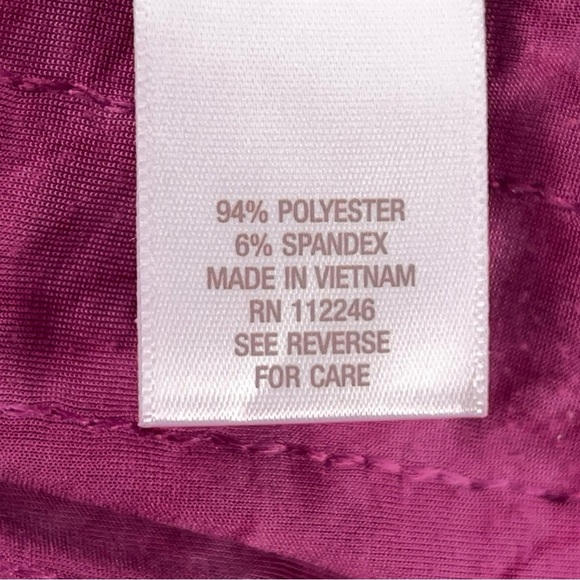 94% POLYESTER
6% SPANDEX
MADE IN VIETNAM
RN 112246
SEE REVERSE
FOR CARE